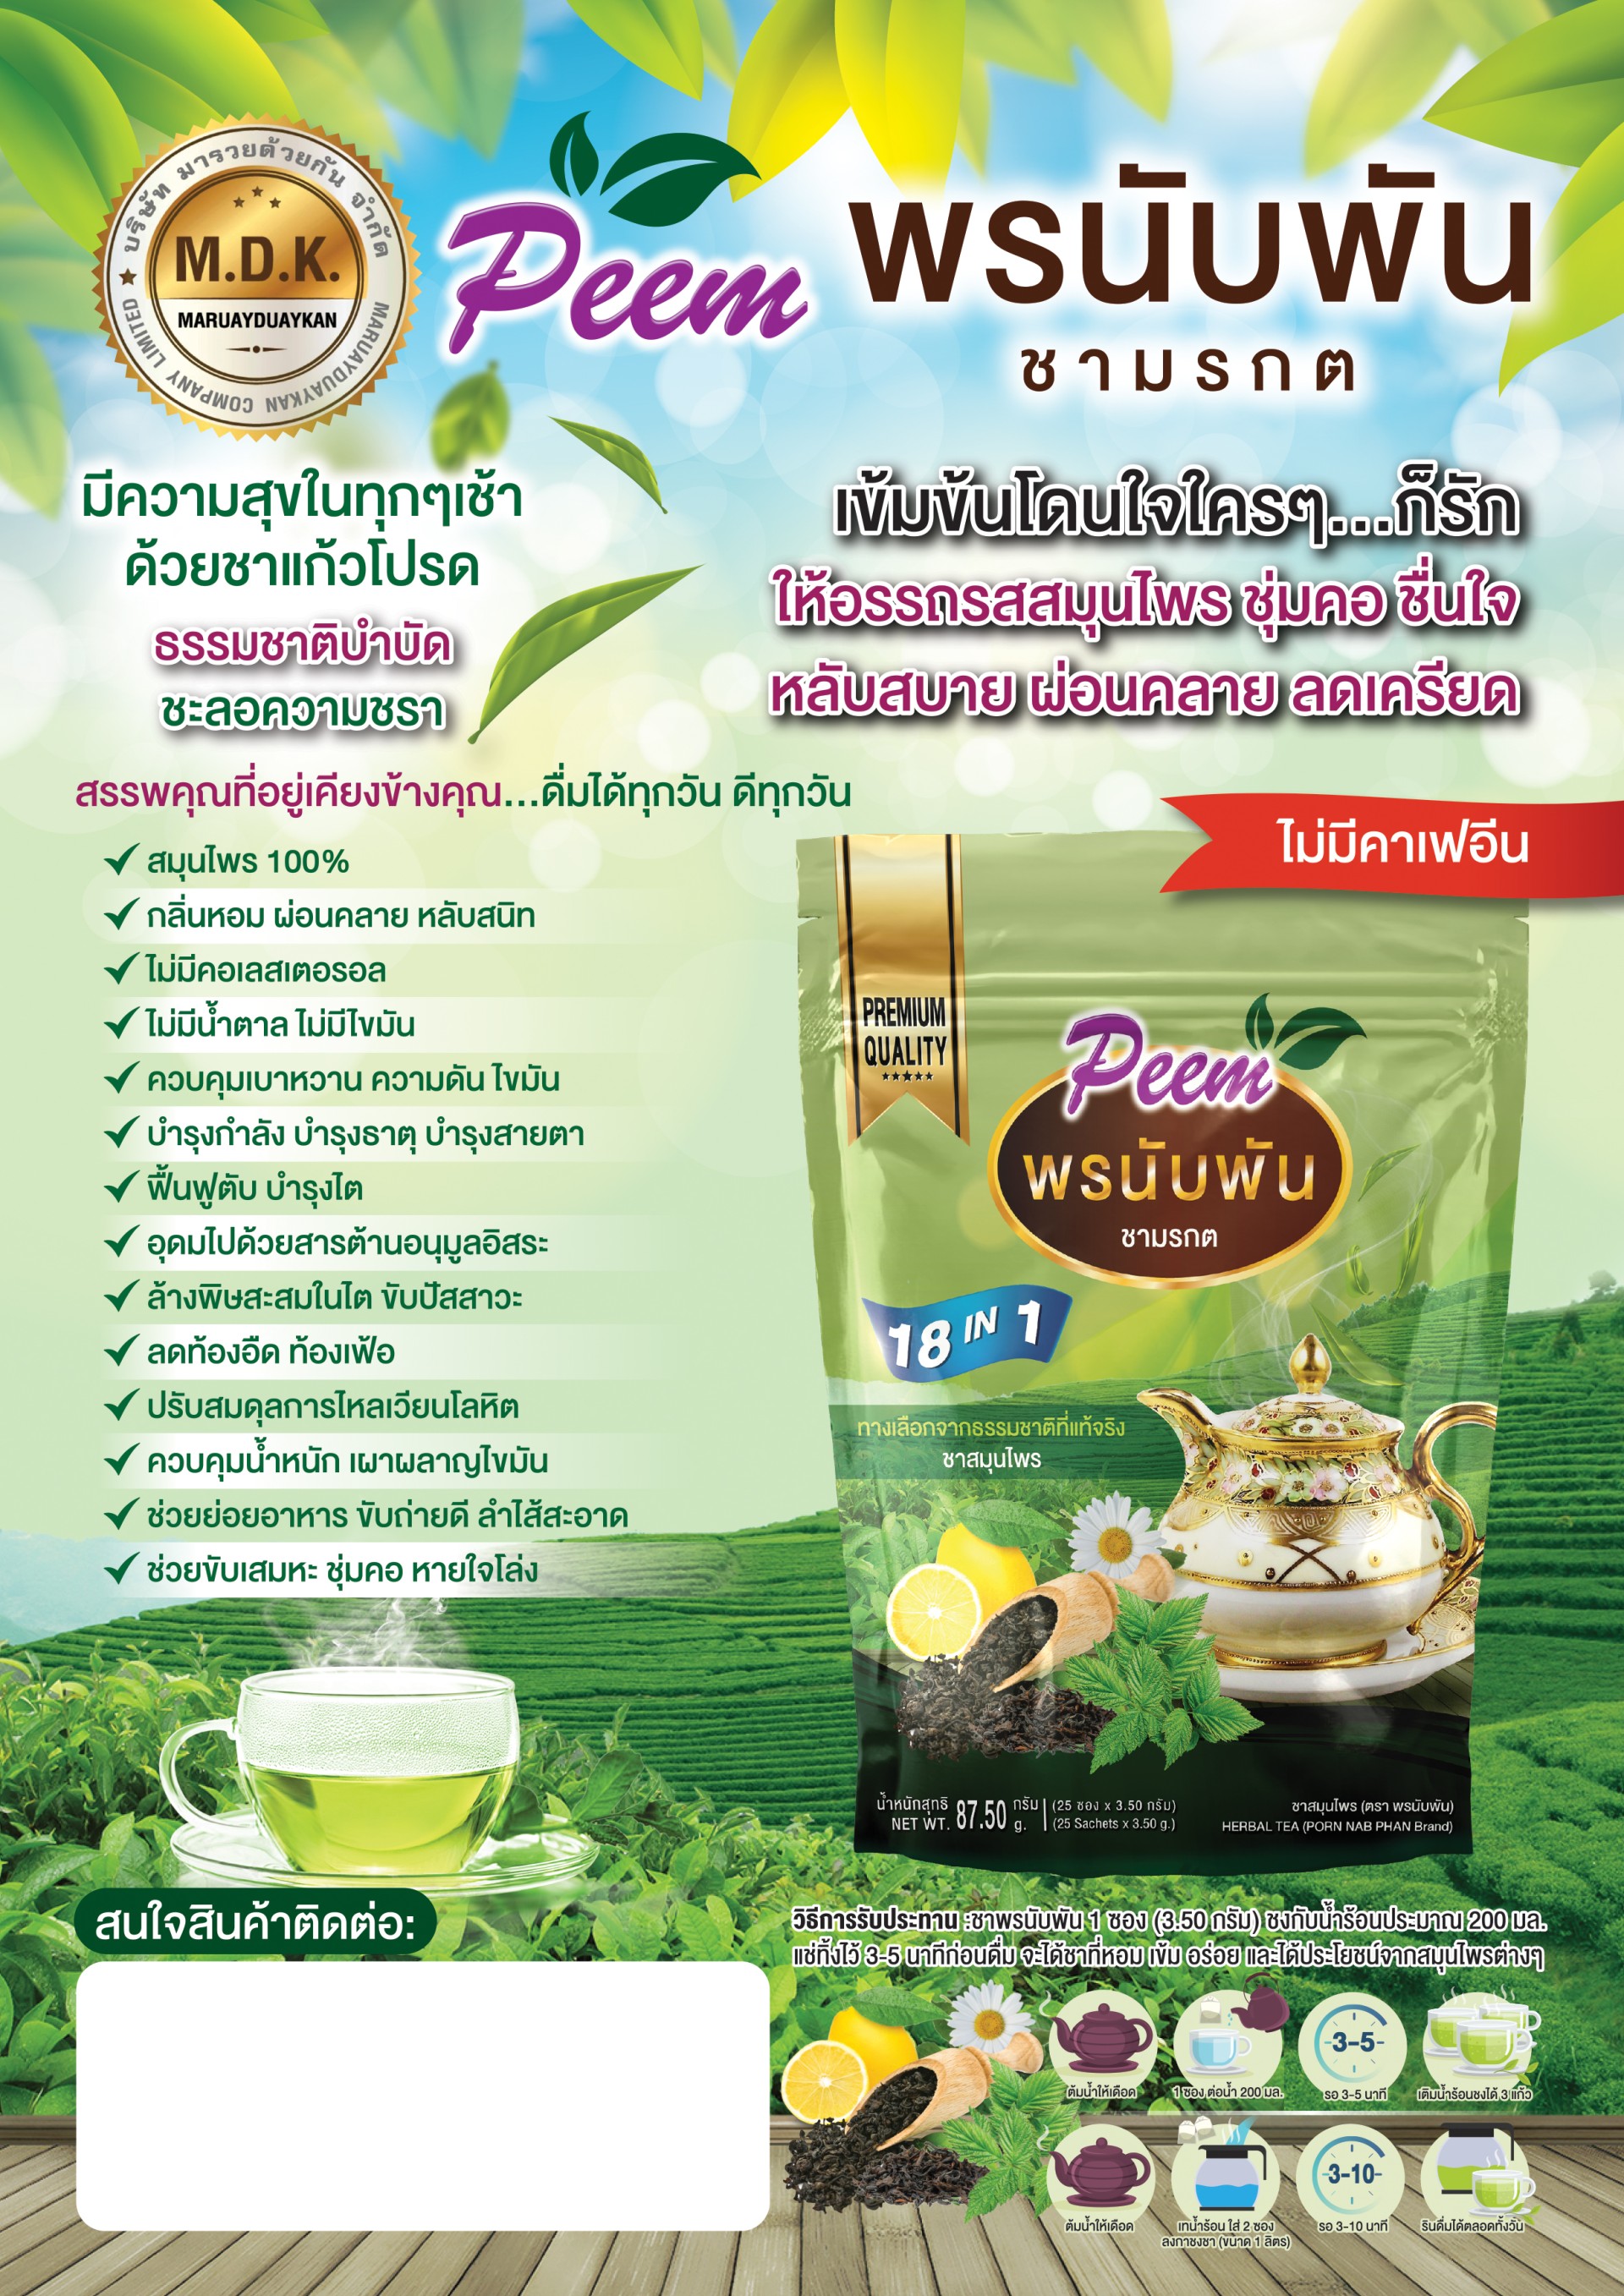 บริษัท มารวยด้วยกัน จำกัด
M.D.K.
MARUAYDUAYKAN
MARUAYDUAYKAN COMPANY LIMITED
Peem
พรนับพัน
ชามรกต
มีความสุขในทุกๆเช้า
ด้วยชาแก้วโปรด
ธรรมชาติบำบัด
ชะลอความชรา
เข้มข้นโดนใจใครๆ...ก็รัก
ให้อรรถรสสมุนไพร ชุ่มคอ ชื่นใจ
หลับสบาย ผ่อนคลาย ลดเครียด
สรรพคุณที่อยู่เคียงข้างคุณ...ดื่มได้ทุกวัน ดีทุกวัน
สมุนไพร 100%
กลิ่นหอม ผ่อนคลาย หลับสนิท
ไม่มีคอเลสเตอรอล
ไม่มีน้ำตาล ไม่มีไขมัน
ควบคุมเบาหวาน ความดัน ไขมัน
บำรุงกำลัง บำรุงธาตุ บำรุงสายตา
ฟื้นฟูตับ บำรุงไต
อุดมไปด้วยสารต้านอนุมูลอิสระ
ล้างพิษสะสมในไต ขับปัสสาวะ
ลดท้องอืด ท้องเฟ้อ
ปรับสมดุลการไหลเวียนโลหิต
ควบคุมน้ำหนัก เผาผลาญไขมัน
ช่วยย่อยอาหาร ขับถ่ายดี ลำไส้สะอาด
ช่วยขับเสมหะ ชุ่มคอ หายใจโล่ง
ไม่มีคาเฟอีน
PREMIUM
QUALITY
Peem
พรนับพัน
ชามรกต
18 IN 1
ทางเลือกจากธรรมชาติที่แท้จริง
ชาสมุนไพร
น้ำหนักสุทธิ 87.50 กรัม (25 ซอง x 3.50 กรัม)
NET WT. g. (25 Sachets x 3.50 g.)
ชาสมุนไพร (ตรา พรนับพัน)
HERBAL TEA (PORN NAB PHAN Brand)
สนใจสินค้าติดต่อ:
วิธีการรับประทาน :ชาพรนับพัน 1 ซอง (3.50 กรัม) ชงกับน้ำร้อนประมาณ 200 มล.
แช่ทิ้งไว้ 3-5 นาทีก่อนดื่ม จะได้ชาที่หอม เข้ม อร่อย และได้ประโยชน์จากสมุนไพรต่างๆ
3-5
ต้มน้ำให้เดือด
1 ซอง ต่อน้ำ 200 มล.
รอ 3-5 นาที
เติมน้ำร้อนชงได้ 3 แก้ว
3-10
ต้มน้ำให้เดือด
เทน้ำร้อน ใส่ 2 ซอง
ลงกาชงชา (ขนาด 1 ลิตร)
รอ 3-10 นาที
รินดื่มได้ตลอดทั้งวัน